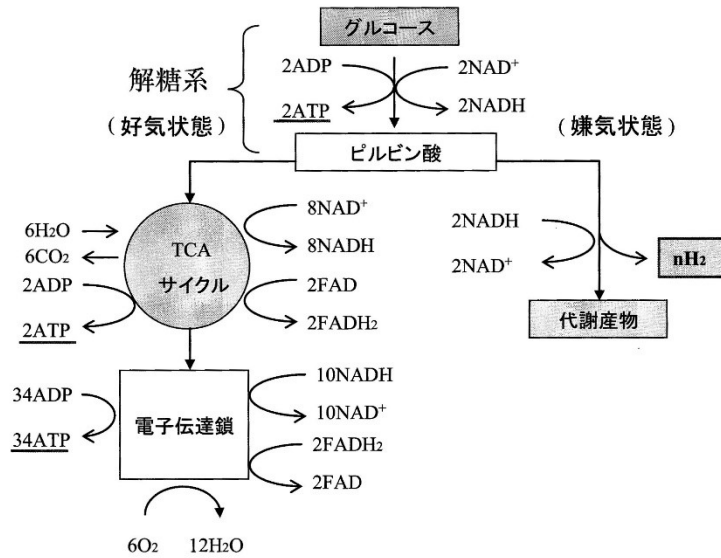 グルコース
解糖系
2ADP
2NAD⁺
2ATP
2NADH
(好気状態)
(嫌気状態)
ピルビン酸
6H₂O
6CO₂
2ADP
2ATP
TCA
サイクル
8NAD⁺
8NADH
2FAD
2FADH₂
2NADH
2NAD⁺
nH₂
代謝産物
34ADP
34ATP
電子伝達鎖
10NADH
10NAD⁺
2FADH₂
2FAD
6O₂
12H₂O